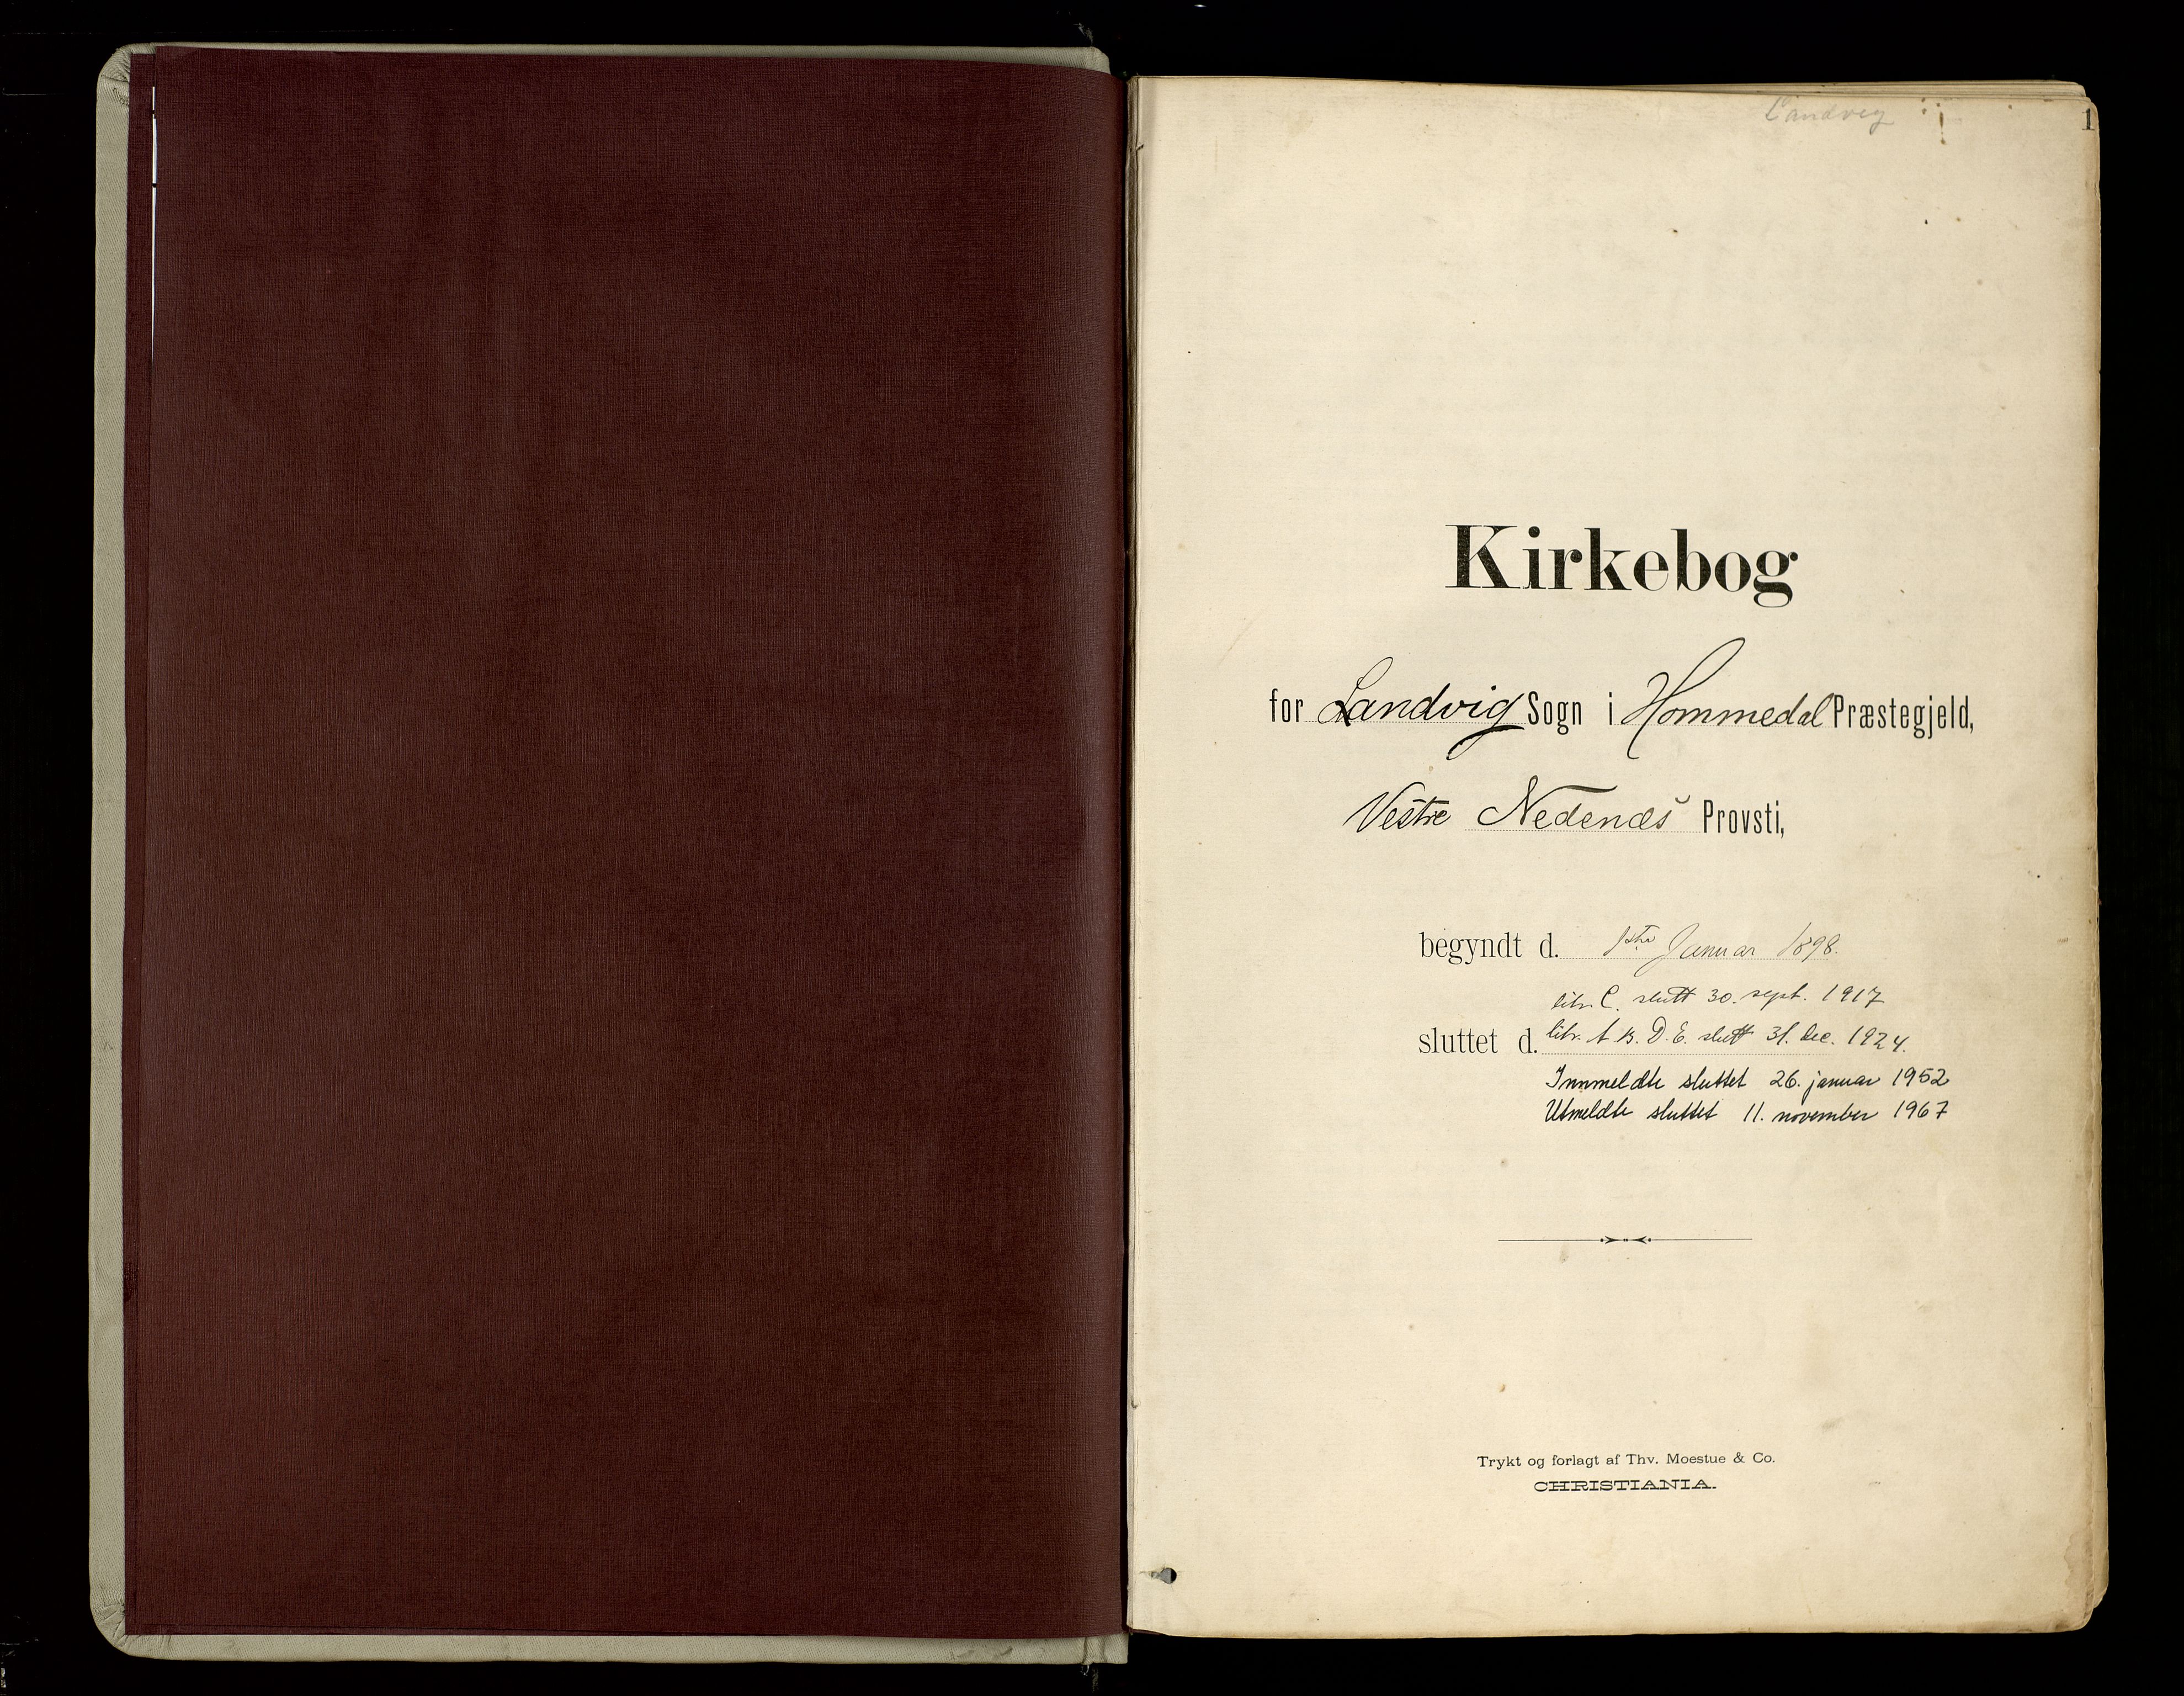 Landvig
1
Kirkebog
for Landvig Sogn i Hommedal Præstegjeld,
Vestre Nedenæs Provsti,
begyndt d. 1ste Januar 1898.
litr. C. slutt 30. sept. 1917
sluttet d. litr. A B. D. E. slutt 31. dec. 1924.
Innmeldte sluttet 26. januar 1952
Utmeldte sluttet 11. november 1967
Trykt og forlagt af Thv. Moestue & Co.
CHRISTIANIA.